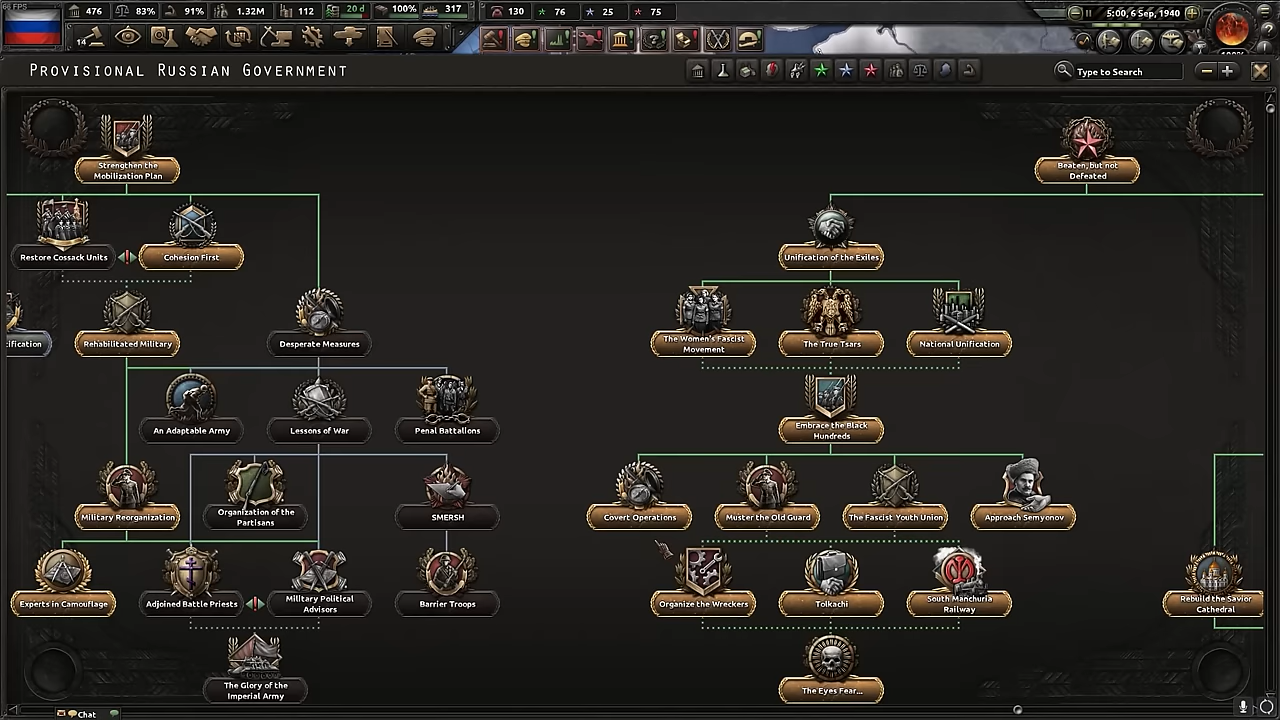 66 FPS
476
83%
91%
1.32M
112
20 d
100%
317
130
76
25
75
5:00, 6 Sep, 1940
14
100%
PROVISIONAL RUSSIAN GOVERNMENT
Type to Search
Strengthen the
Mobilization Plan
Beaten, but not
Defeated
Restore Cossack Units
Cohesion First
Unification of the Exiles
Rehabilitated Military
Desperate Measures
The Women's Fascist
Movement
The True Tsars
National Unification
An Adaptable Army
Lessons of War
Penal Battalions
Embrace the Black
Hundreds
Military Reorganization
Organization of the
Partisans
SMERSH
Covert Operations
Muster the Old Guard
The Fascist Youth Union
Approach Semyonov
Experts in Camouflage
Adjoined Battle Priests
Military Political
Advisors
Barrier Troops
Organize the Wreckers
Tolkachi
South Manchuria
Railway
Rebuild the Savior
Cathedral
The Glory of the
Imperial Army
The Eyes Fear...
Chat